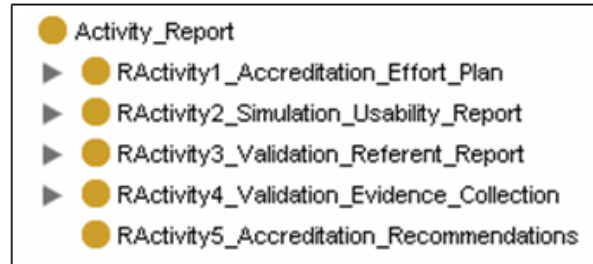 Activity_Report
RActivity1_Accreditation_Effort_Plan
RActivity2_Simulation_Usability_Report
RActivity3_Validation_Referent_Report
RActivity4_Validation_Evidence_Collection
RActivity5_Accreditation_Recommendations